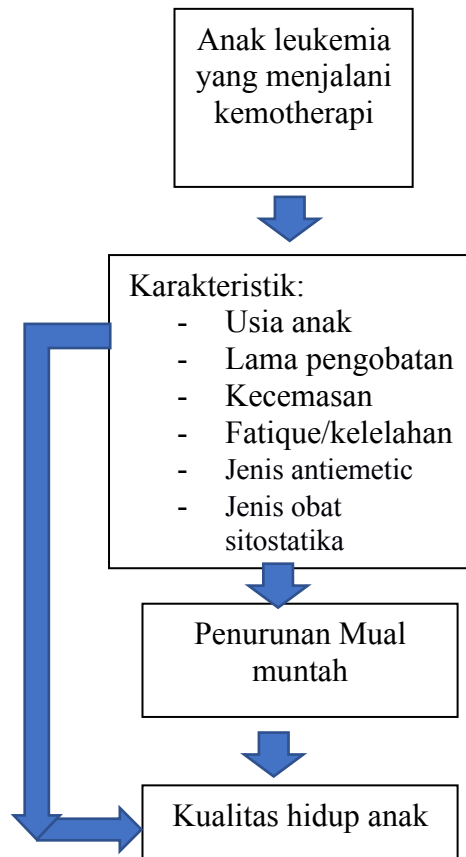 Anak leukemia
yang menjalani
kemotherapi
Karakteristik:
- Usia anak
- Lama pengobatan
- Kecemasan
- Fatique/kelelahan
- Jenis antiemetic
- Jenis obat
sitostatika
Penurunan Mual
muntah
Kualitas hidup anak